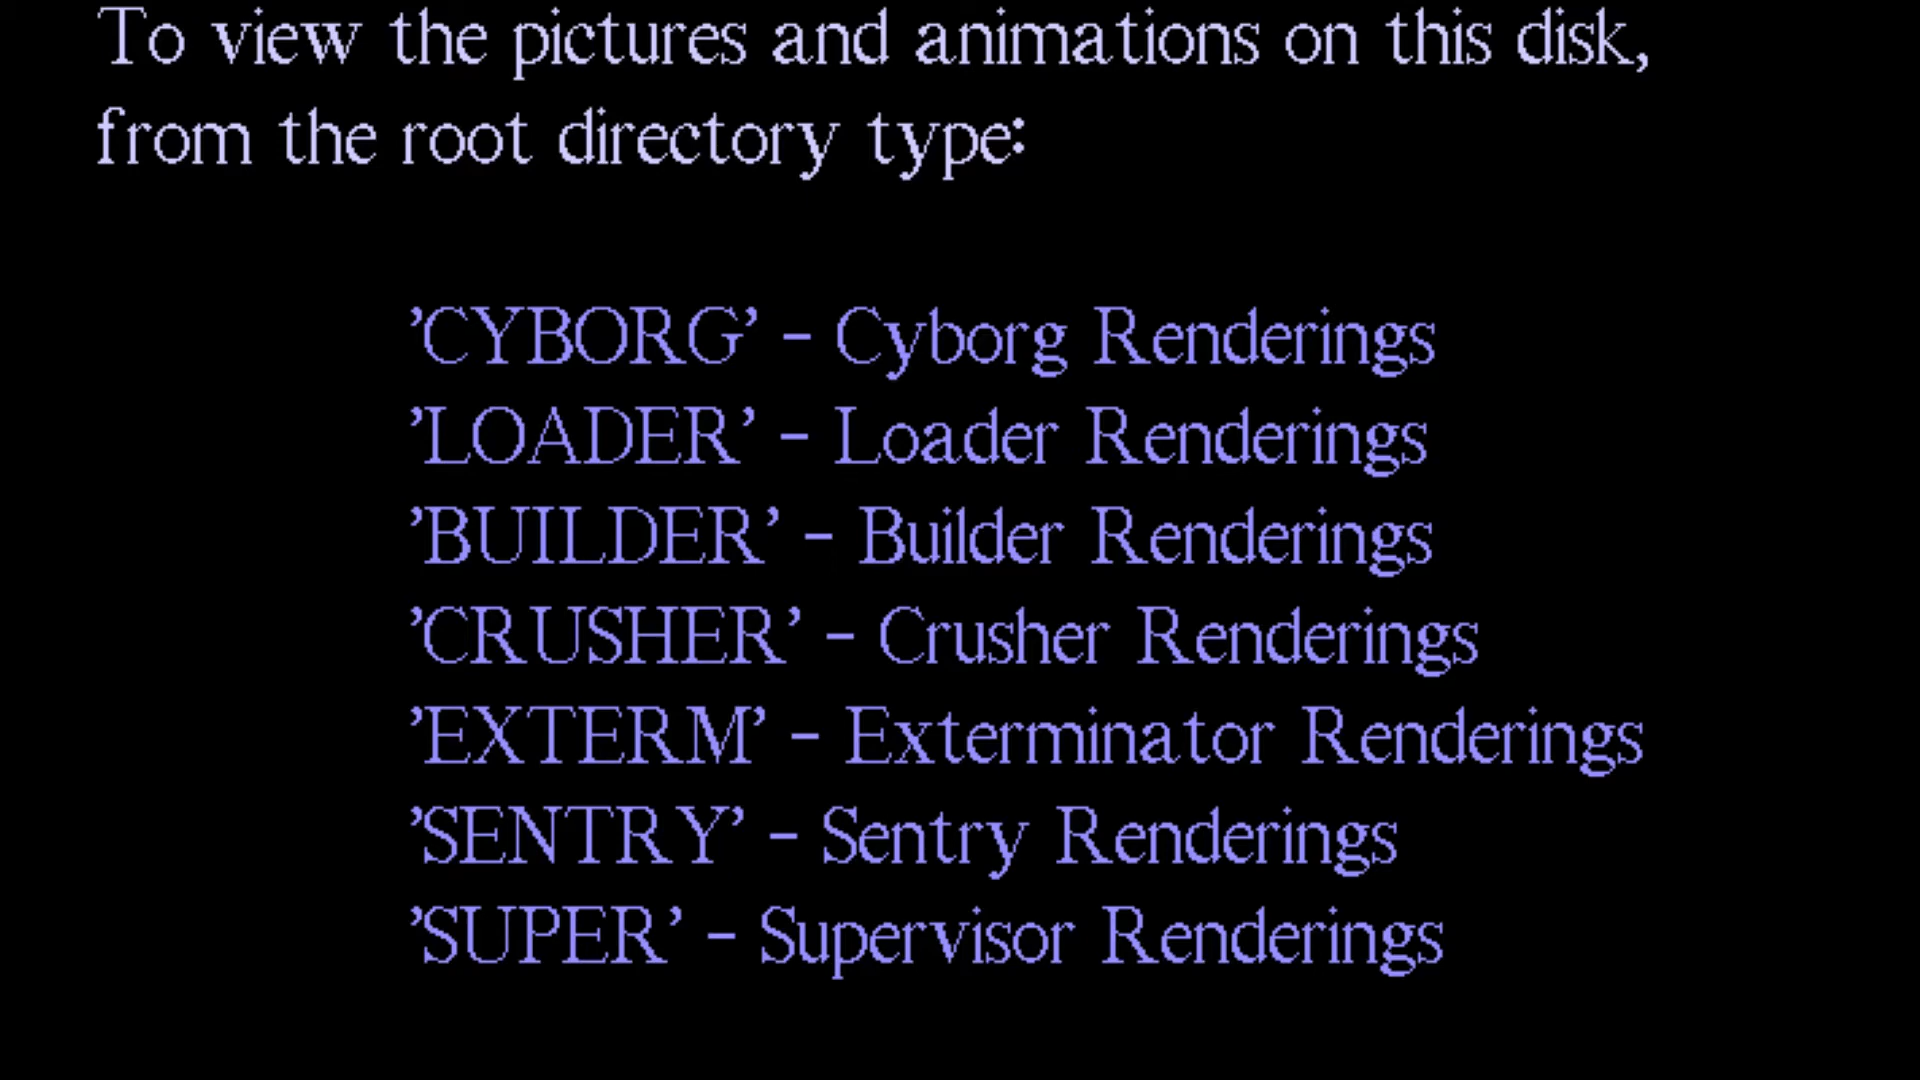 To view the pictures and animations on this disk,
from the root directory type:
’CYBORG’ - Cyborg Renderings
’LOADER’ - Loader Renderings
’BUILDER’ - Builder Renderings
’CRUSHER’ - Crusher Renderings
’EXTERM’ - Exterminator Renderings
’SENTRY’ - Sentry Renderings
’SUPER’ - Supervisor Renderings